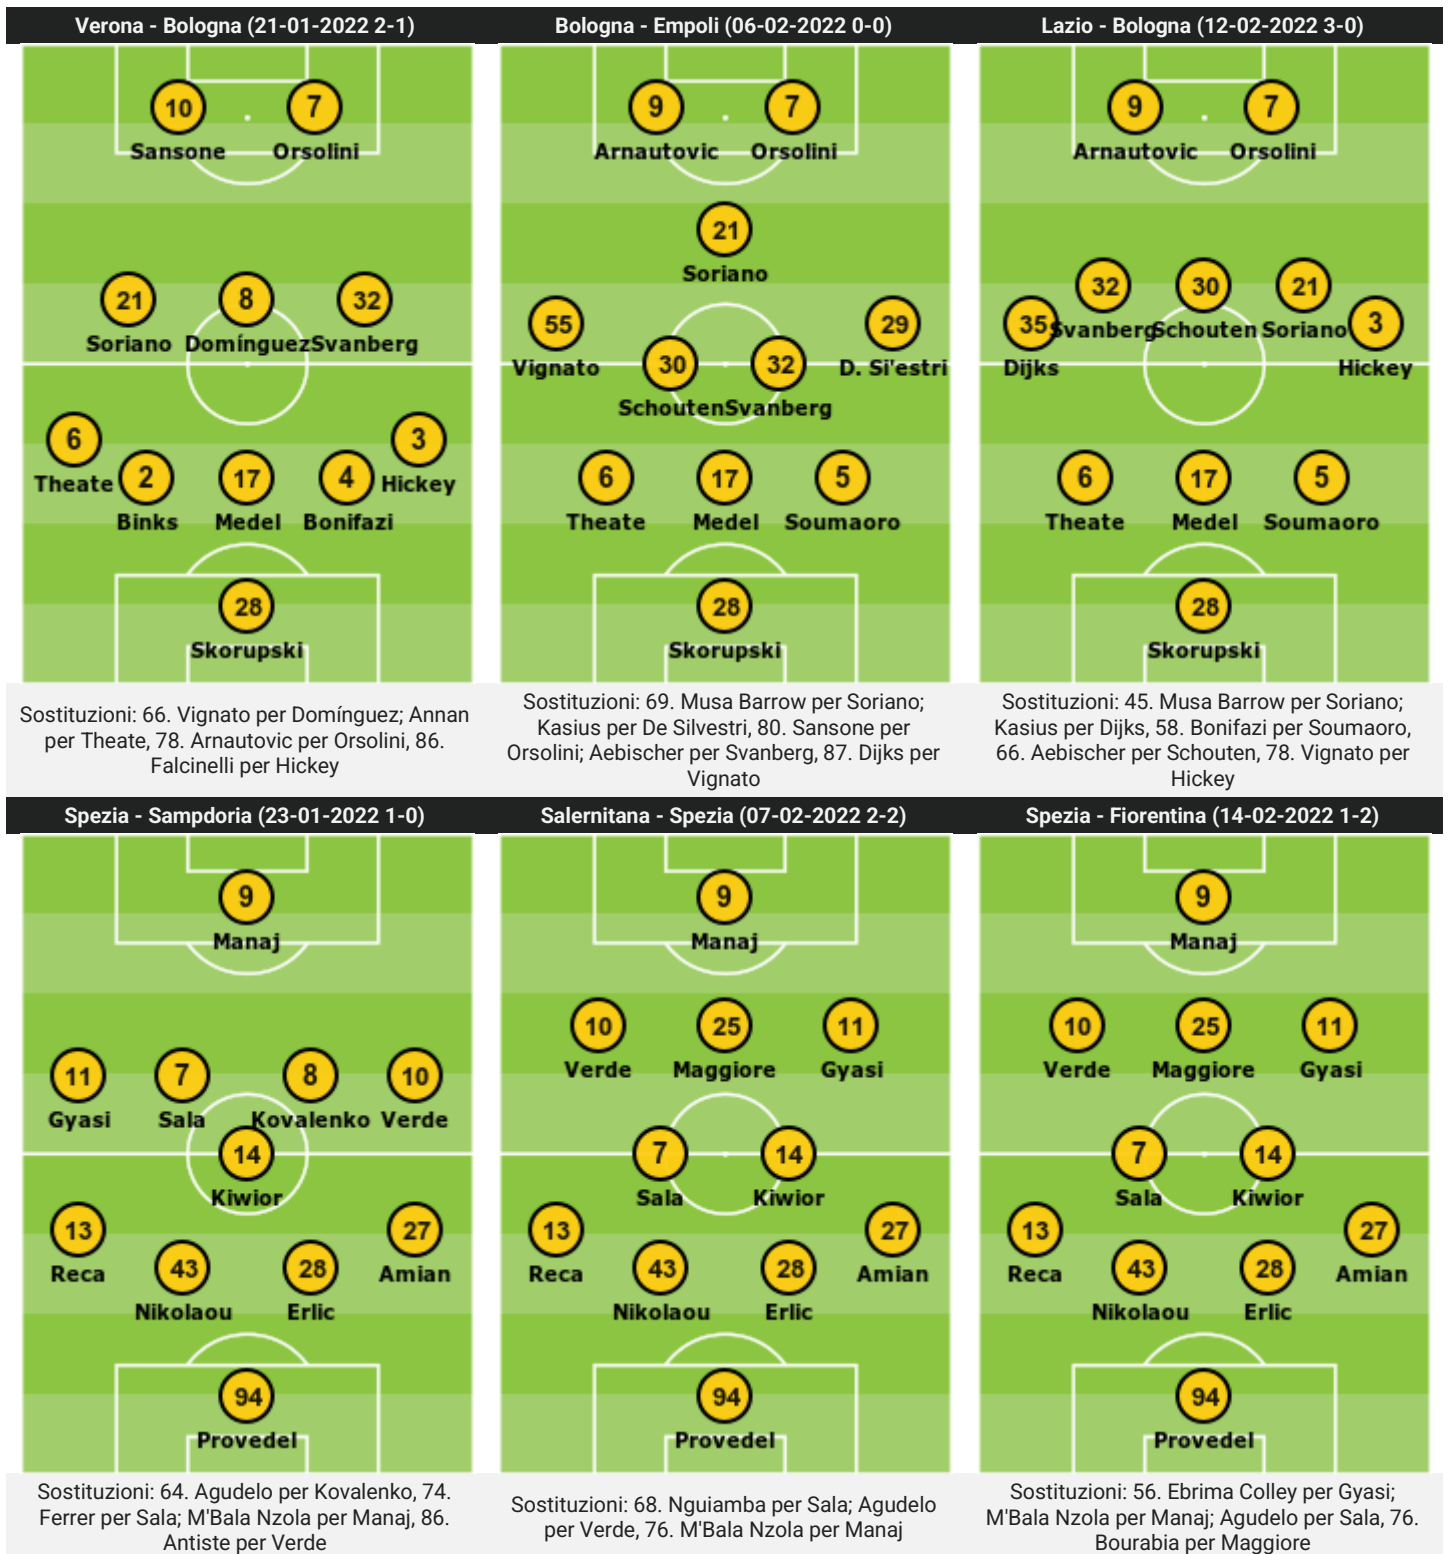 Verona - Bologna (21-01-2022 2-1)
10
7
Sansone
Orsolini
21
8
32
Soriano
Domínguez
Svanberg
6
3
Theate
2
17
4
Hickey
Binks
Medel
Bonifazi
28
Skorupski
Sostituzioni: 66. Vignato per Domínguez; Annan
per Theate, 78. Arnautovic per Orsolini, 86.
Falcinelli per Hickey
Bologna - Empoli (06-02-2022 0-0)
9
7
Arnautovic
Orsolini
21
Soriano
55
29
Vignato
30
32
D. Si'estri
Schouten
Svanberg
6
17
5
Theate
Medel
Soumaoro
28
Skorupski
Sostituzioni: 69. Musa Barrow per Soriano;
Kasius per De Silvestri, 80. Sansone per
Orsolini; Aebischer per Svanberg, 87. Dijks per
Vignato
Lazio - Bologna (12-02-2022 3-0)
9
7
Arnautovic
Orsolini
32
30
21
35
Svanberg
Schouten
Soriano
3
Dijks
Hickey
6
17
5
Theate
Medel
Soumaoro
28
Skorupski
Sostituzioni: 45. Musa Barrow per Soriano;
Kasius per Dijks, 58. Bonifazi per Soumaoro,
66. Aebischer per Schouten, 78. Vignato per
Hickey
Spezia - Sampdoria (23-01-2022 1-0)
9
Manaj
11
7
8
10
Gyasi
Sala
Kovalenko
Verde
14
Kiwior
13
27
Reca
43
28
Amian
Nikolaou
Erlic
94
Provedel
Sostituzioni: 64. Agudelo per Kovalenko, 74.
Ferrer per Sala; M'Bala Nzola per Manaj, 86.
Antiste per Verde
Salernitana - Spezia (07-02-2022 2-2)
9
Manaj
10
25
11
Verde
Maggiore
Gyasi
7
14
Sala
Kiwior
13
27
Reca
43
28
Amian
Nikolaou
Erlic
94
Provedel
Sostituzioni: 68. Nguiamba per Sala; Agudelo
per Verde, 76. M'Bala Nzola per Manaj
Spezia - Fiorentina (14-02-2022 1-2)
9
Manaj
10
25
11
Verde
Maggiore
Gyasi
7
14
Sala
Kiwior
13
27
Reca
43
28
Amian
Nikolaou
Erlic
94
Provedel
Sostituzioni: 56. Ebrima Colley per Gyasi;
M'Bala Nzola per Manaj; Agudelo per Sala, 76.
Bourabia per Maggiore